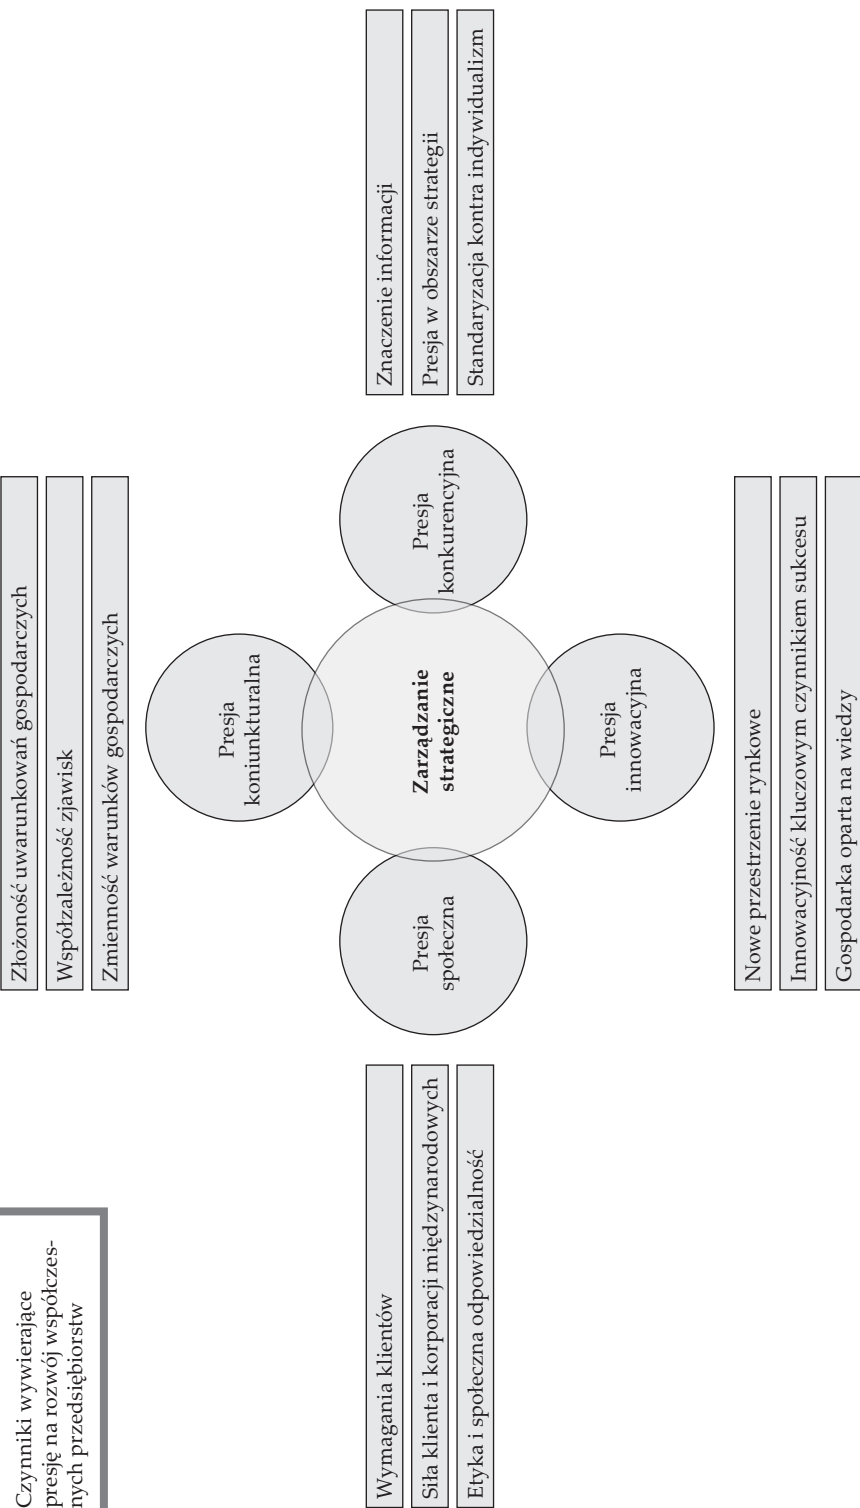 Czynniki wywierające
presję na rozwój współczes-
nych przedsiębiorstw
Złożoność uwarunkowań gospodarczych
Współzależność zjawisk
Zmienność warunków gospodarczych
Presja
koniunkturalna
Wymagania klientów
Siła klienta i korporacji międzynarodowych
Etyka i społeczna odpowiedzialność
Presja
społeczna
Zarządzanie
strategiczne
Presja
konkurencyjna
Znaczenie informacji
Presja w obszarze strategii
Standaryzacja kontra indywidualizm
Presja
innowacyjna
Nowe przestrzenie rynkowe
Innowacyjność kluczowym czynnikiem sukcesu
Gospodarka oparta na wiedzy